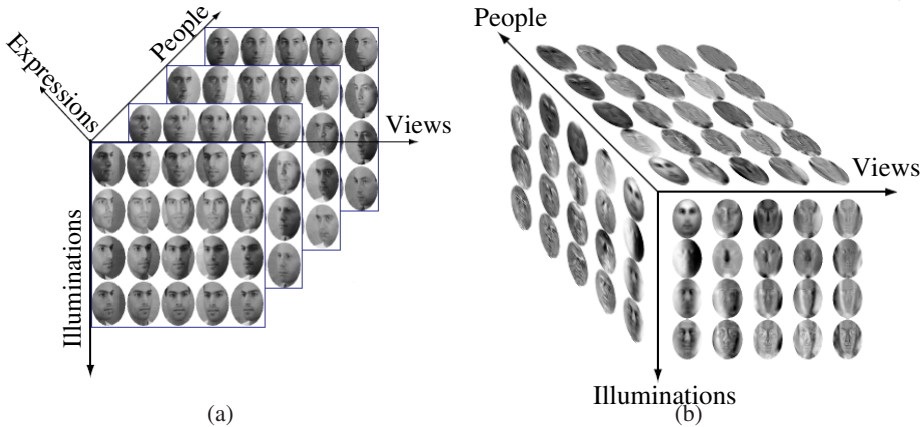 People
Expressions
Views
Illuminations
(a)
People
Views
Illuminations
(b)